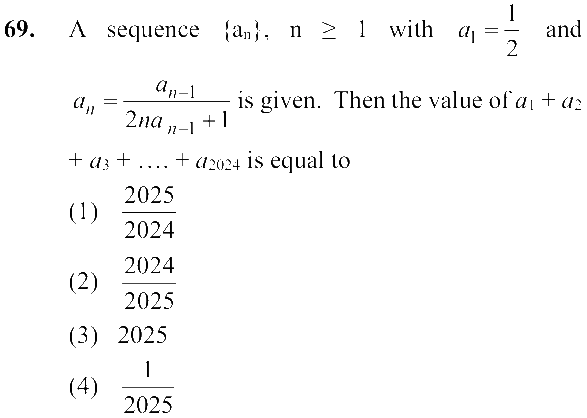 69. A sequence {aₙ}, n ≥ 1 with a₁ = 1/2 and
aₙ = aₙ₋₁ / (2naₙ₋₁ + 1) is given. Then the value of a₁ + a₂
+ a₃ + .... + a₂₀₂₄ is equal to
(1) 2025/2024
(2) 2024/2025
(3) 2025
(4) 1/2025